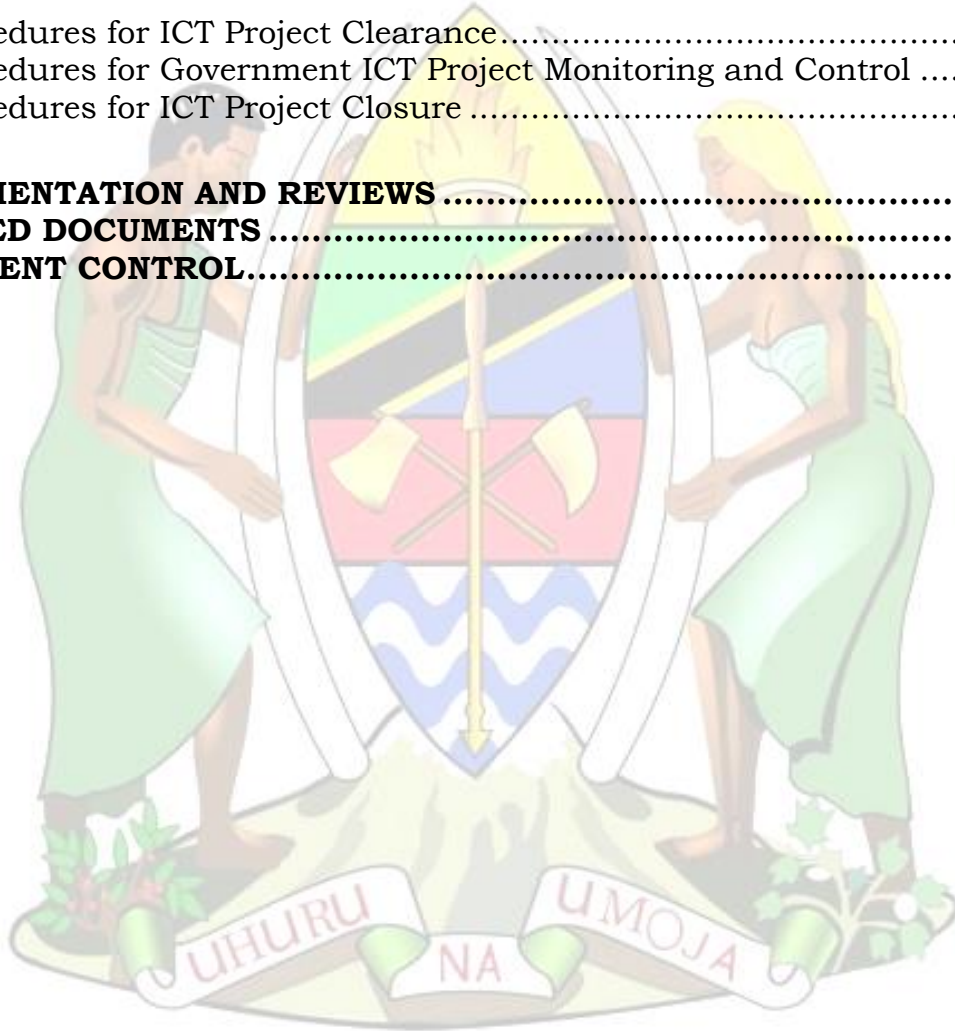 edures for ICT Project Clearance..........................................................
edures for Government ICT Project Monitoring and Control .....
edures for ICT Project Closure ..............................................................
MENTATION AND REVIEWS ............................................................
ED DOCUMENTS ....................................................................................
ENT CONTROL.......................................................................................
UHURU NA UMOJA